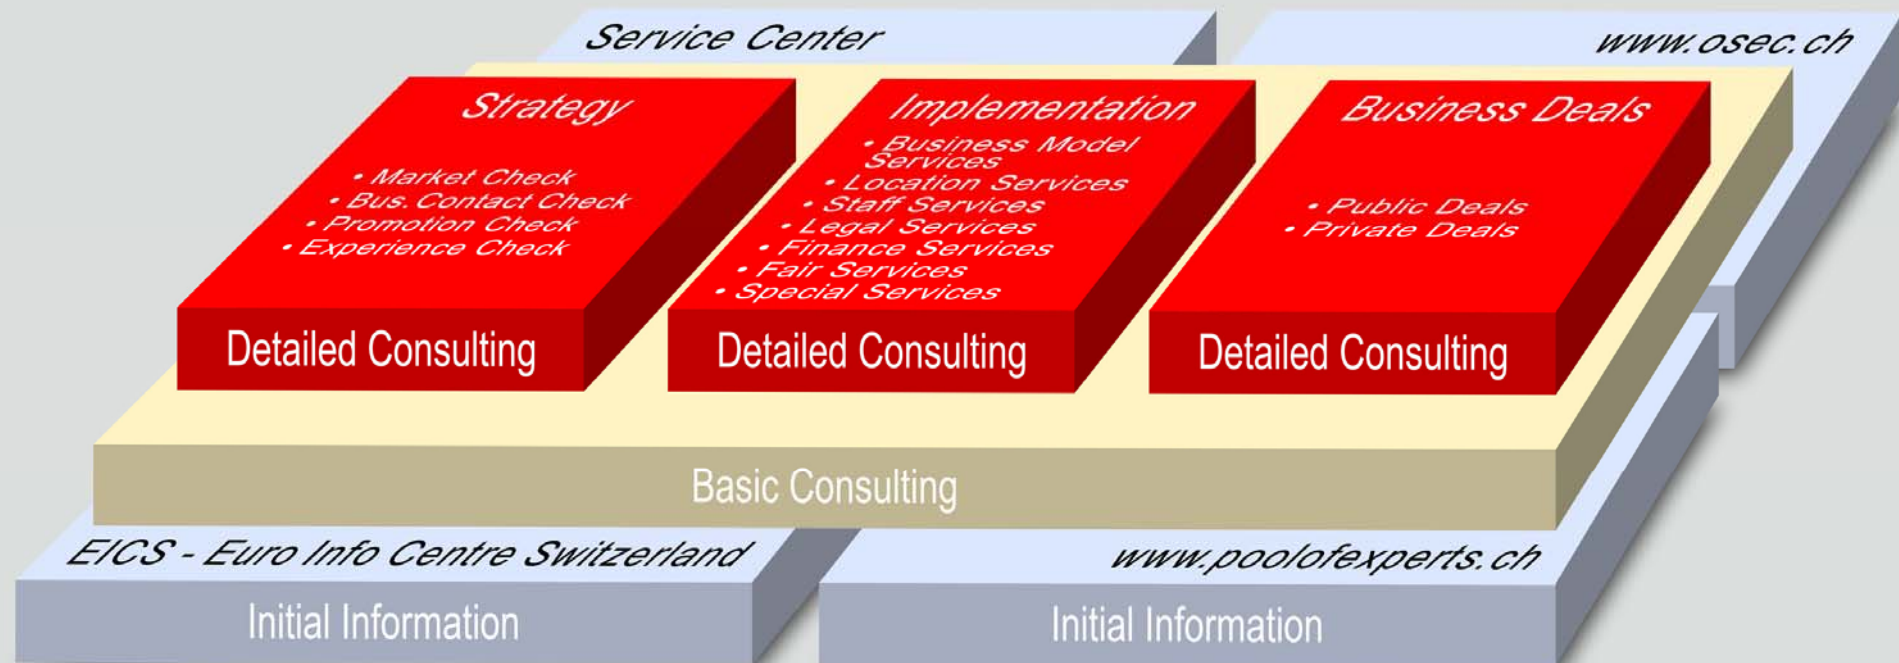 Service Center
www.osec.ch
Strategy
• Market Check
• Bus. Contact Check
• Promotion Check
• Experience Check
Detailed Consulting
Implementation
• Business Model
Services
• Location Services
• Staff Services
• Legal Services
• Finance Services
• Fair Services
• Special Services
Detailed Consulting
Business Deals
• Public Deals
• Private Deals
Detailed Consulting
Basic Consulting
EICS - Euro Info Centre Switzerland
Initial Information
www.poolofexperts.ch
Initial Information